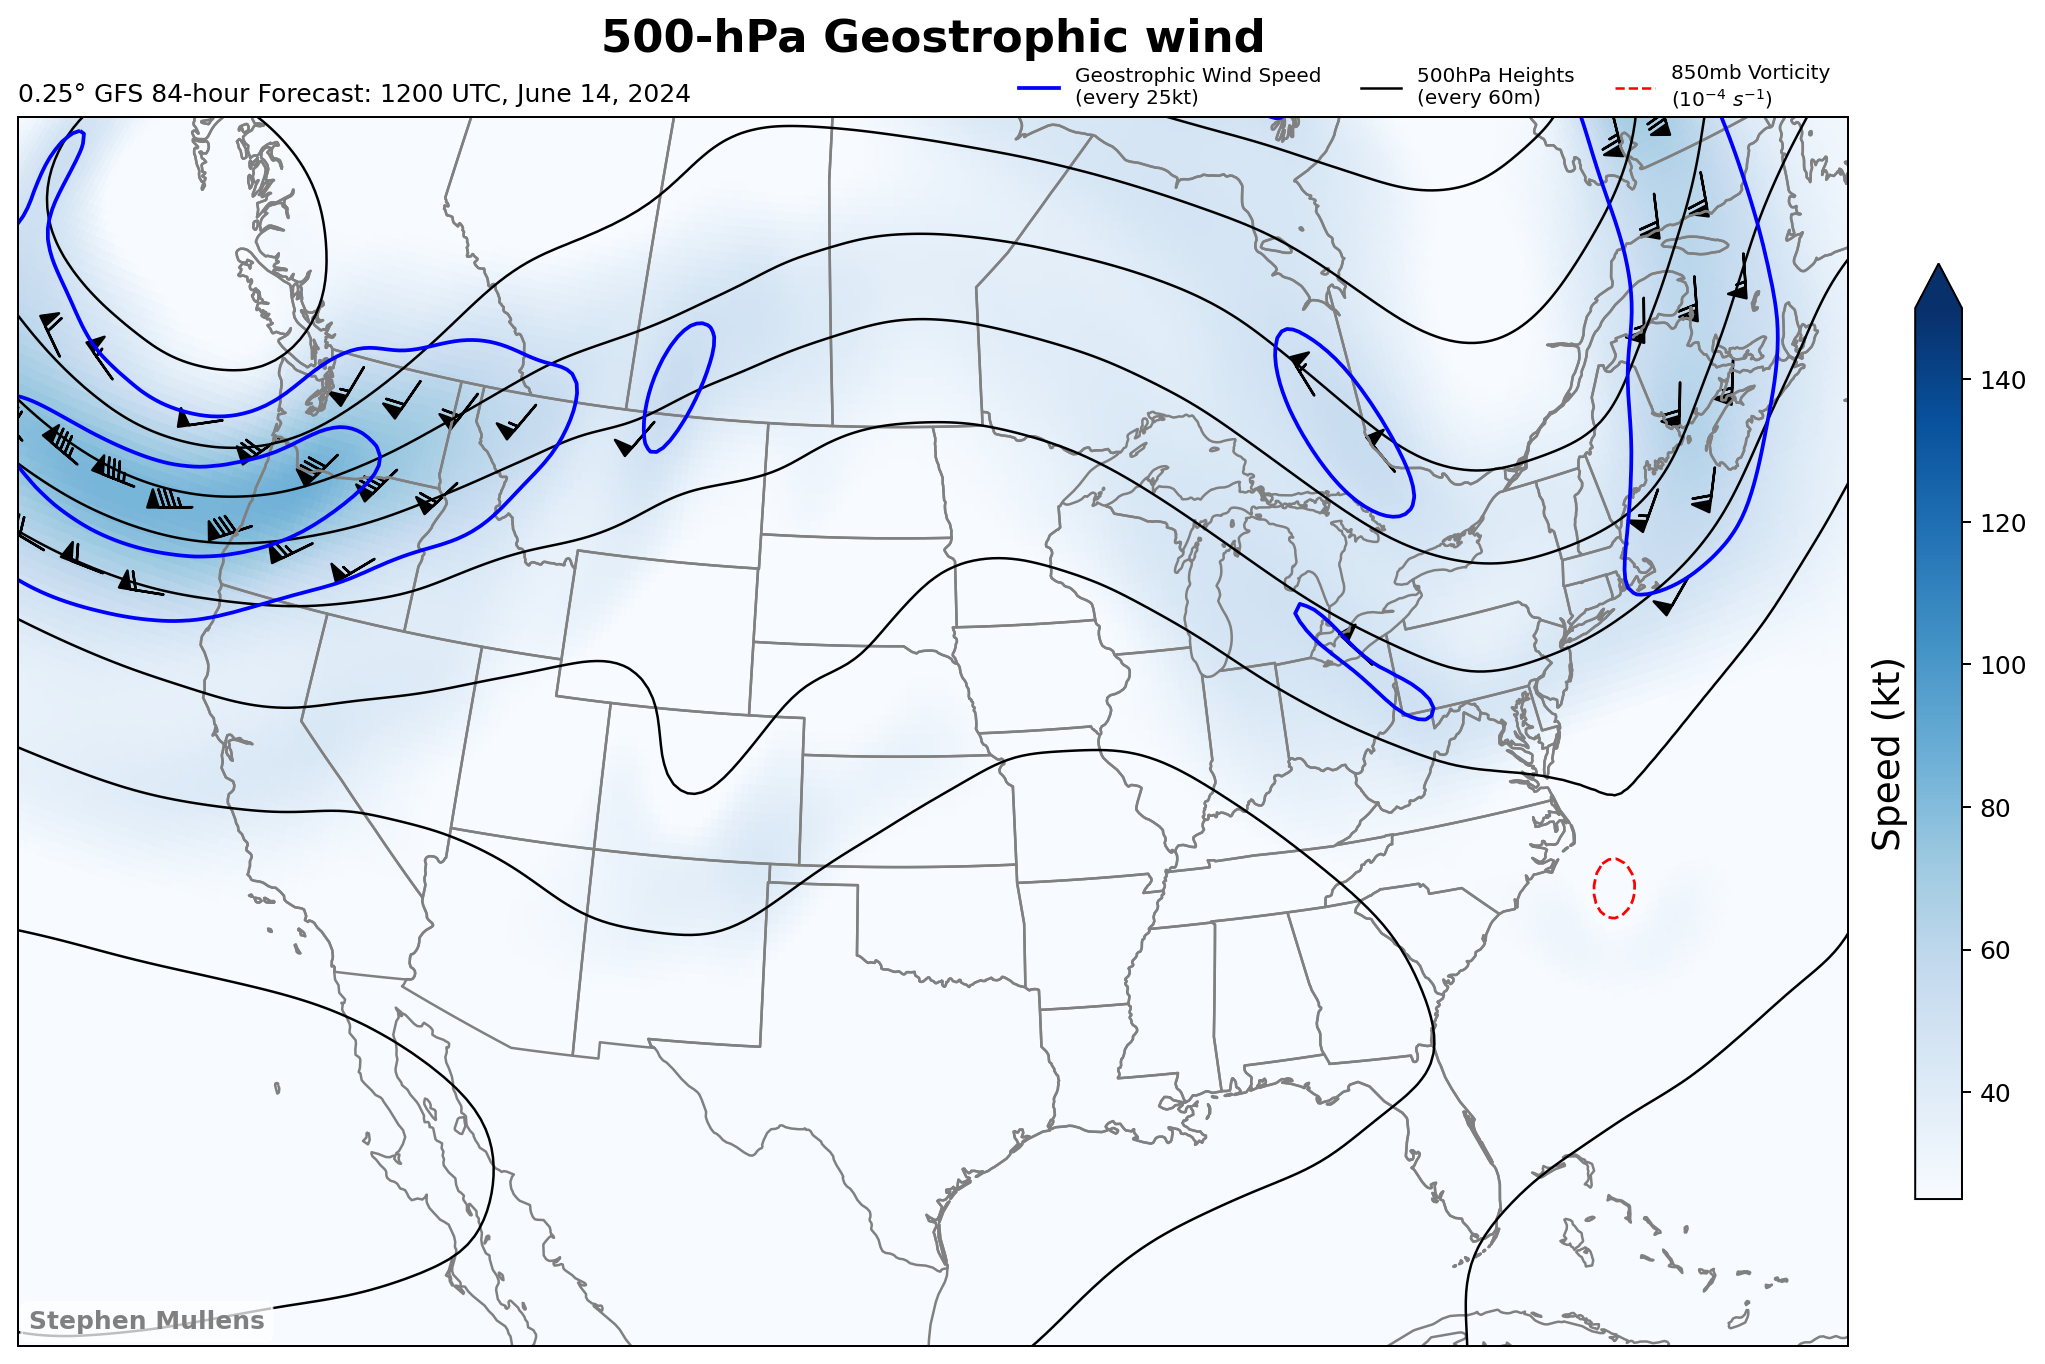 500-hPa Geostrophic wind
0.25° GFS 84-hour Forecast: 1200 UTC, June 14, 2024
Geostrophic Wind Speed
(every 25kt)
500hPa Heights
(every 60m)
850mb Vorticity
(10⁻⁴ s⁻¹)
140
120
100
80
60
40
Speed (kt)
Stephen Mullens